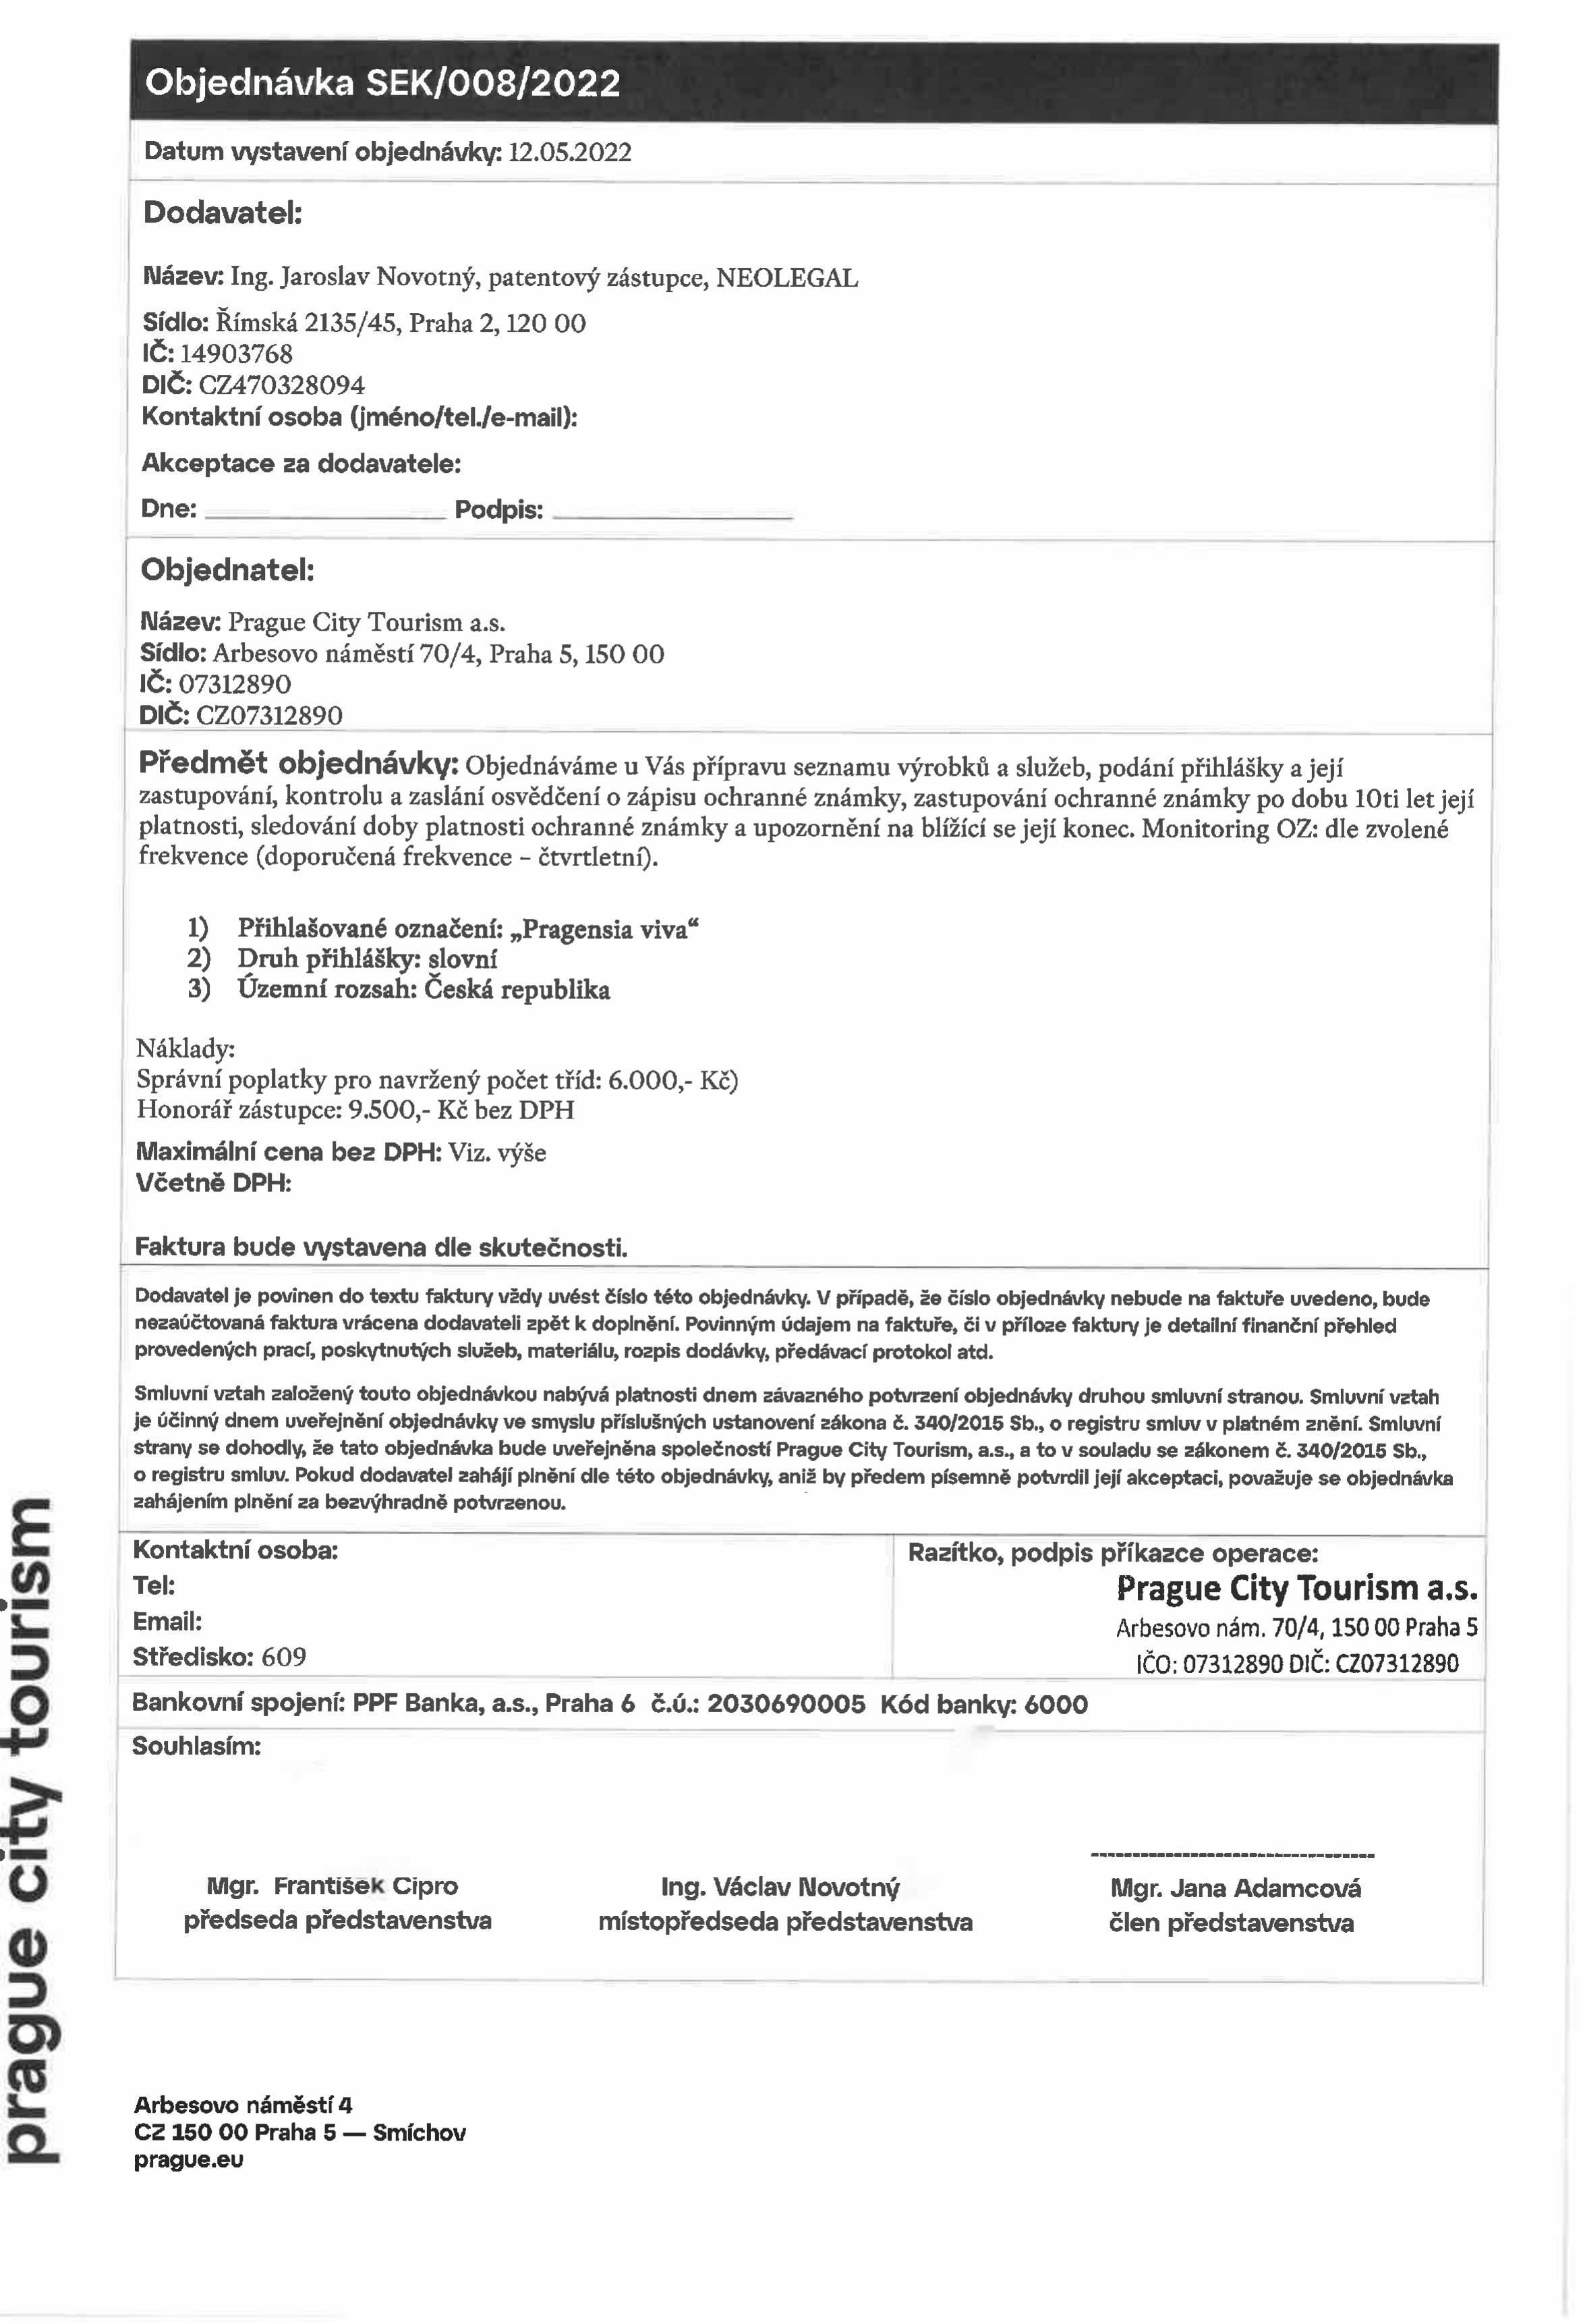 Objednávka SEK/008/2022
Datum vystavení objednávky: 12.05.2022
Dodavatel:
Název: Ing. Jaroslav Novotný, patentový zástupce, NEOLEGAL
Sídlo: Římská 2135/45, Praha 2, 120 00
IČ: 14903768
DIČ: CZ470328094
Kontaktní osoba (jméno/tel./e-mail):
Akceptace za dodavatele:
Dne: ____________ Podpis: ____________
Objednatel:
Název: Prague City Tourism a.s.
Sídlo: Arbesovo náměstí 70/4, Praha 5, 150 00
IČ: 07312890
DIČ: CZ07312890
Předmět objednávky: Objednáváme u Vás přípravu seznamu výrobků a služeb, podání přihlášky a její
zastupování, kontrolu a zaslání osvědčení o zápisu ochranné známky, zastupování ochranné známky po dobu 10ti let její
platnosti, sledování doby platnosti ochranné známky a upozornění na blížící se její konec. Monitoring OZ: dle zvolené
frekvence (doporučená frekvence – čtvrtletní).
1) Přihlašované označení: „Pragensia viva“
2) Druh přihlášky: slovní
3) Územní rozsah: Česká republika
Náklady:
Správní poplatky pro navržený počet tříd: 6.000,- Kč)
Honorář zástupce: 9.500,- Kč bez DPH
Maximální cena bez DPH: Viz. výše
Včetně DPH:
Faktura bude vystavena dle skutečnosti.
Dodavatel je povinen do textu faktury vždy uvést číslo této objednávky. V případě, že číslo objednávky nebude na faktuře uvedeno, bude
nezaúčtovaná faktura vrácena dodavateli zpět k doplnění. Povinným údajem na faktuře, či v příloze faktury je detailní finanční přehled
provedených prací, poskytnutých služeb, materiálu, rozpis dodávky, předávací protokol atd.
Smluvní vztah založený touto objednávkou nabývá platnosti dnem závazného potvrzení objednávky druhou smluvní stranou. Smluvní vztah
je účinný dnem uveřejnění objednávky ve smyslu příslušných ustanovení zákona č. 340/2015 Sb., o registru smluv v platném znění. Smluvní
strany se dohodly, že tato objednávka bude uveřejněna společností Prague City Tourism, a.s., a to v souladu se zákonem č. 340/2015 Sb.,
o registru smluv. Pokud dodavatel zahájí plnění dle této objednávky, aniž by předem písemně potvrdil její akceptaci, považuje se objednávka
zahájením plnění za bezvýhradně potvrzenou.
Kontaktní osoba:
Tel:
Email:
Středisko: 609
Razítko, podpis příkazce operace:
Prague City Tourism a.s.
Arbesovo nám. 70/4, 150 00 Praha 5
IČO: 07312890 DIČ: CZ07312890
Bankovní spojení: PPF Banka, a.s., Praha 6 č.ú.: 2030690005 Kód banky: 6000
Souhlasím:
Mgr. František Cipro
předseda představenstva
Ing. Václav Novotný
místopředseda představenstva
Mgr. Jana Adamcová
člen představenstva
prague city tourism
Arbesovo náměstí 4
CZ 150 00 Praha 5 — Smíchov
prague.eu